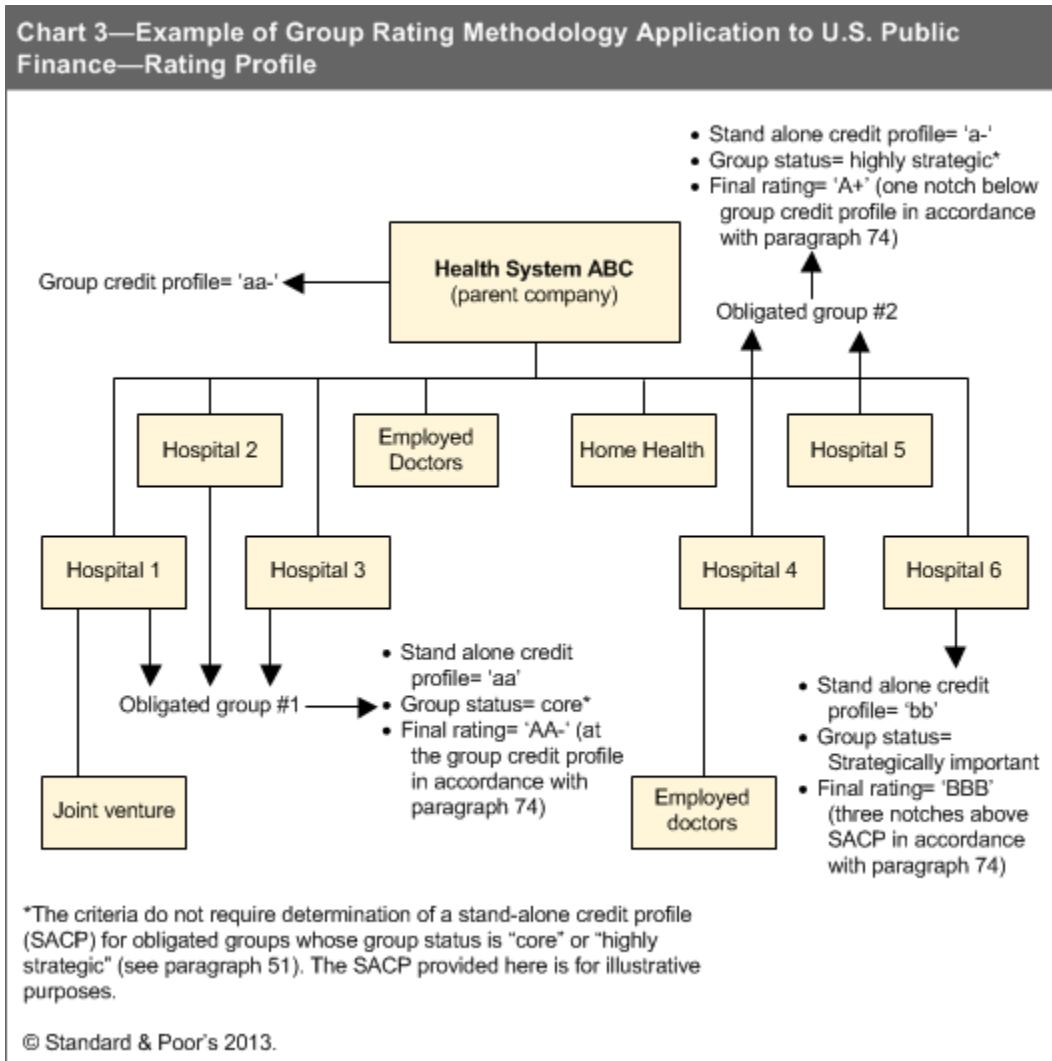 Chart 3—Example of Group Rating Methodology Application to U.S. Public
Finance—Rating Profile
• Stand alone credit profile= 'a-‘
• Group status= highly strategic*
• Final rating= ‘A+’ (one notch below
group credit profile in accordance
with paragraph 74)
Group credit profile= 'aa-‘
Health System ABC
(parent company)
Obligated group #2
Hospital 2
Employed
Doctors
Home Health
Hospital 5
Hospital 1
Hospital 3
Hospital 4
Hospital 6
Obligated group #1
• Stand alone credit
profile= ‘aa’
• Group status= core*
• Final rating= ‘AA-‘ (at
the group credit profile
in accordance with
paragraph 74)
• Stand alone credit
profile= ‘bb’
• Group status=
Strategically important
• Final rating= ‘BBB’
(three notches above
SACP in accordance
with paragraph 74)
Joint venture
Employed
doctors
*The criteria do not require determination of a stand-alone credit profile
(SACP) for obligated groups whose group status is “core” or “highly
strategic” (see paragraph 51). The SACP provided here is for illustrative
purposes.
© Standard & Poor's 2013.